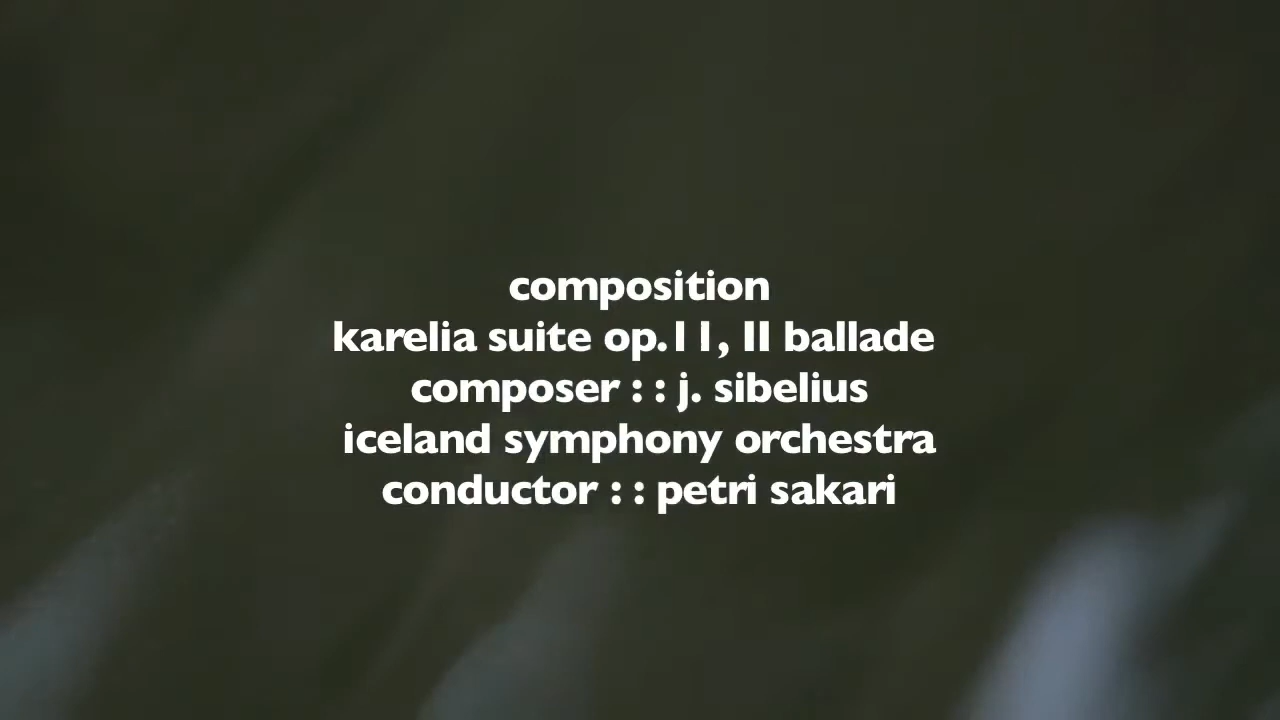 composition
karelia suite op.11, II ballade
composer : : j. sibelius
iceland symphony orchestra
conductor : : petri sakari